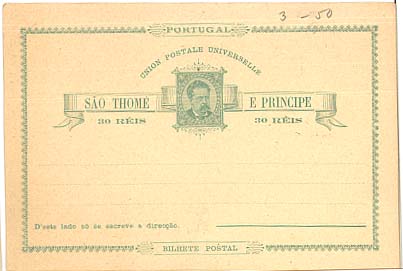 3 - 50
PORTUGAL
UNION POSTALE UNIVERSELLE
SÃO THOMÉ E PRINCIPE
30 RÉIS 30 RÉIS
D'este lado só se escreve a direcção.
BILHETE POSTAL